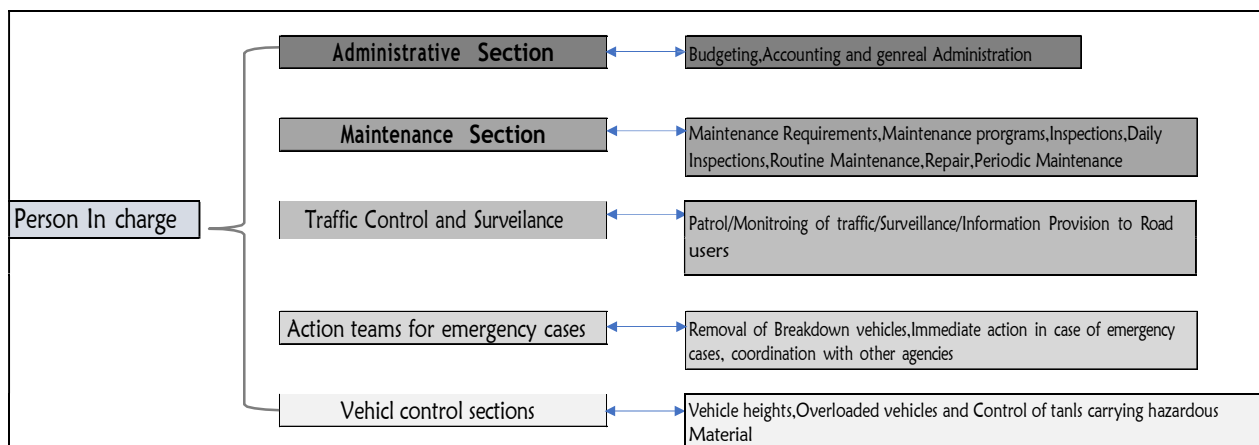 Administrative Section
Budgeting,Accounting and genreal Administration
Maintenance Section
Maintenance Requirements,Maintenance prorgrams,Inspections,Daily
Inspections,Routine Maintenance,Repair,Periodic Maintenance
Person In charge
Traffic Control and Surveilance
Patrol/Monitroing of traffic/Surveillance/Information Provision to Road
users
Action teams for emergency cases
Removal of Breakdown vehicles,Immediate action in case of emergency
cases, coordination with other agencies
Vehicl control sections
Vehicle heights,Overloaded vehicles and Control of tanls carrying hazardous
Material